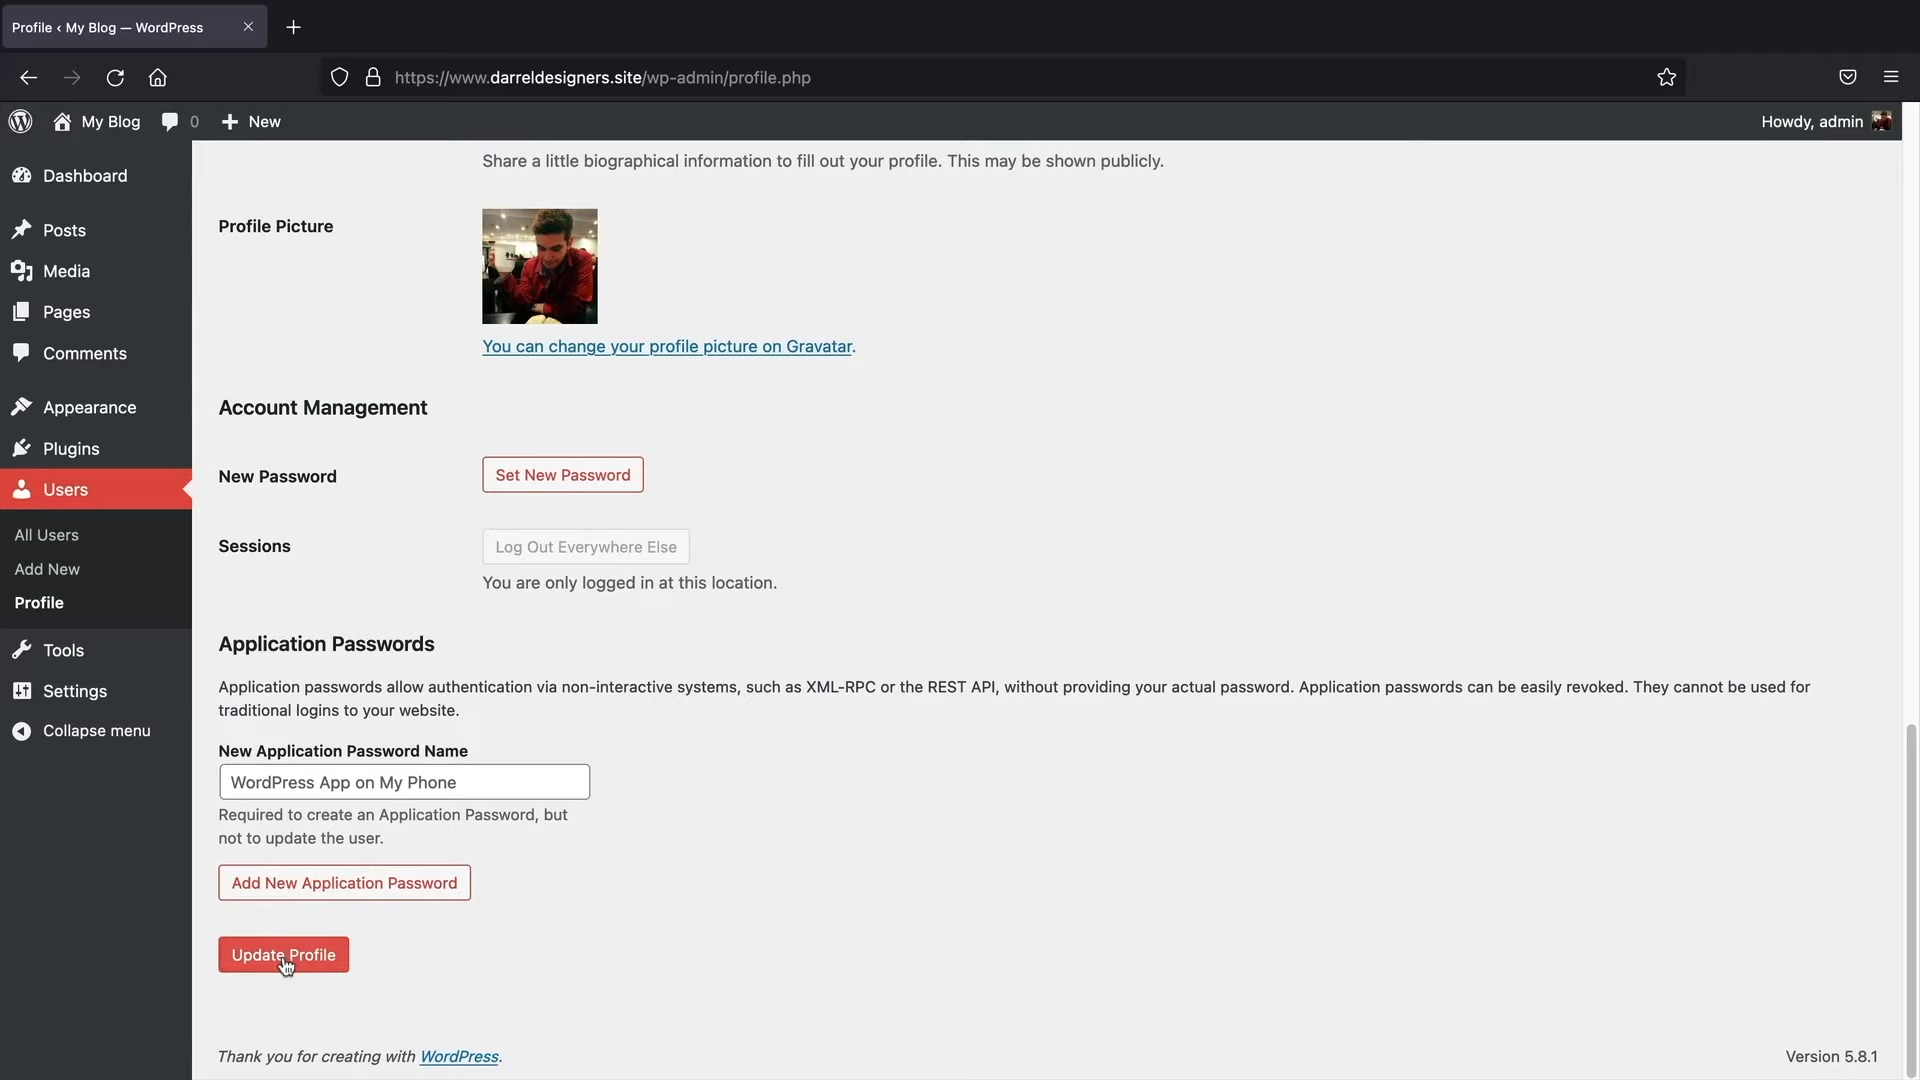 Profile ‹ My Blog — WordPress
https://www.darreldesigners.site/wp-admin/profile.php
My Blog
0
New
Howdy, admin
Dashboard
Posts
Media
Pages
Comments
Appearance
Plugins
Users
All Users
Add New
Profile
Tools
Settings
Collapse menu
Share a little biographical information to fill out your profile. This may be shown publicly.
Profile Picture
You can change your profile picture on Gravatar.
Account Management
New Password
Set New Password
Sessions
Log Out Everywhere Else
You are only logged in at this location.
Application Passwords
Application passwords allow authentication via non-interactive systems, such as XML-RPC or the REST API, without providing your actual password. Application passwords can be easily revoked. They cannot be used for
traditional logins to your website.
New Application Password Name
WordPress App on My Phone
Required to create an Application Password, but
not to update the user.
Add New Application Password
Update Profile
Thank you for creating with WordPress.
Version 5.8.1